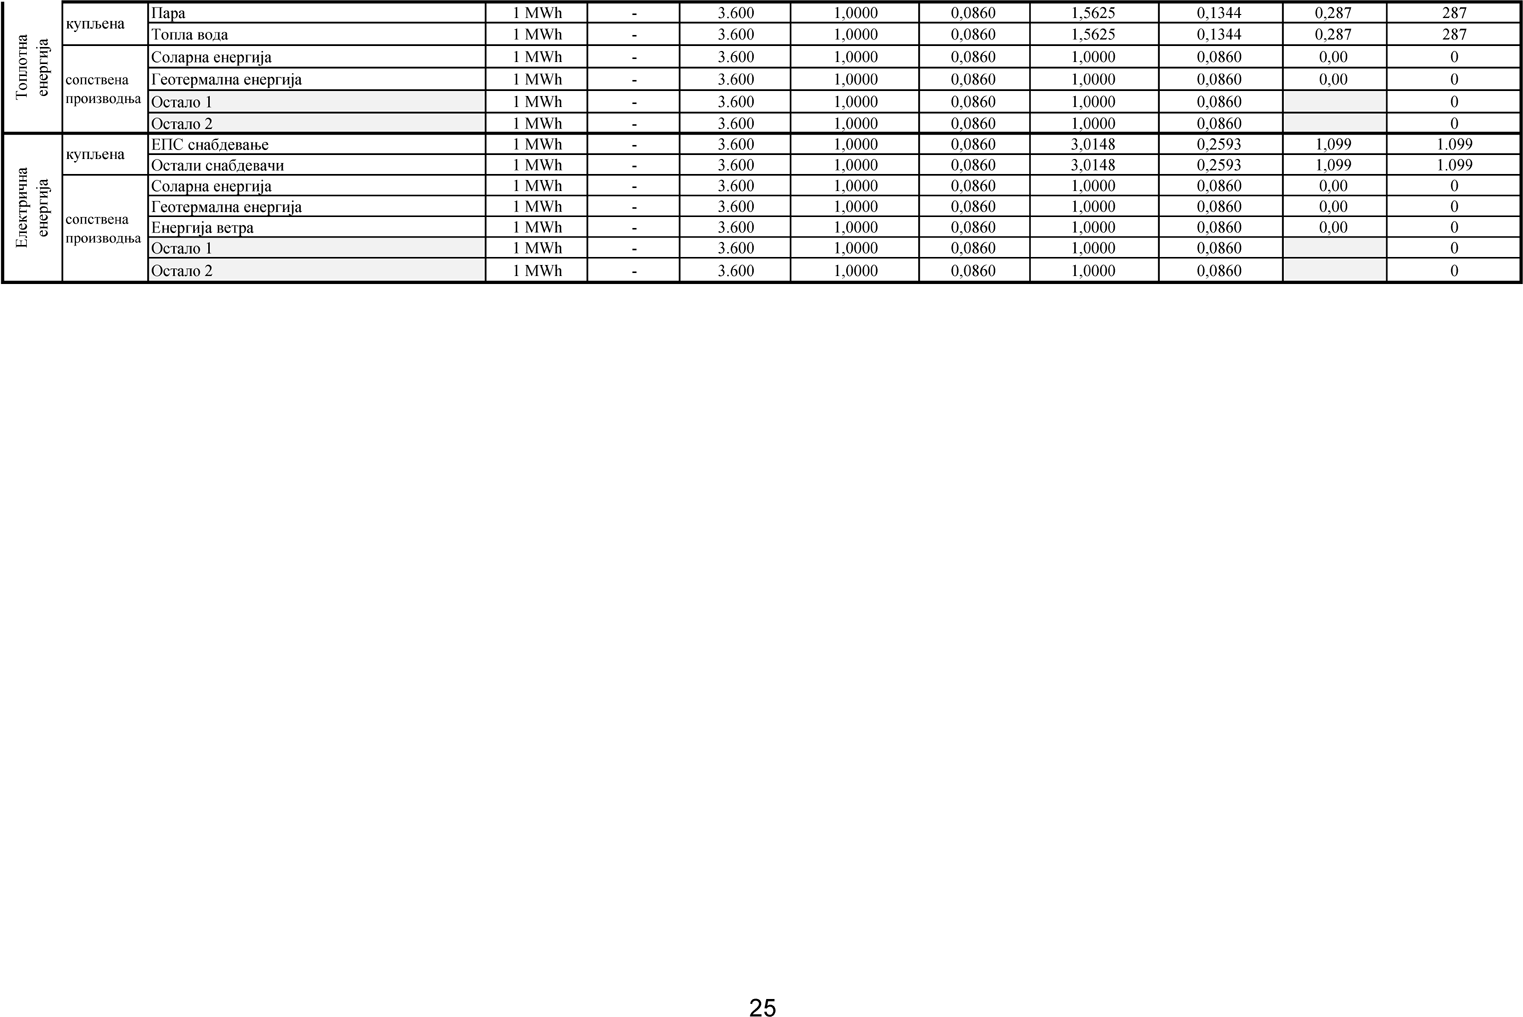 Топлотна енергија
купљена
Пара 1 MWh - 3.600 1,0000 0,0860 1,5625 0,1344 0,287 287
Топла вода 1 MWh - 3.600 1,0000 0,0860 1,5625 0,1344 0,287 287
сопствена производња
Соларна енергија 1 MWh - 3.600 1,0000 0,0860 1,0000 0,0860 0,00 0
Геотермална енергија 1 MWh - 3.600 1,0000 0,0860 1,0000 0,0860 0,00 0
Остало 1 1 MWh - 3.600 1,0000 0,0860 1,0000 0,0860 0
Остало 2 1 MWh - 3.600 1,0000 0,0860 1,0000 0,0860 0
Електрична енергија
купљена
ЕПС снабдевање 1 MWh - 3.600 1,0000 0,0860 3,0148 0,2593 1,099 1.099
Остали снабдевачи 1 MWh - 3.600 1,0000 0,0860 3,0148 0,2593 1,099 1.099
сопствена производња
Соларна енергија 1 MWh - 3.600 1,0000 0,0860 1,0000 0,0860 0,00 0
Геотермална енергија 1 MWh - 3.600 1,0000 0,0860 1,0000 0,0860 0,00 0
Енергија ветра 1 MWh - 3.600 1,0000 0,0860 1,0000 0,0860 0,00 0
Остало 1 1 MWh - 3.600 1,0000 0,0860 1,0000 0,0860 0
Остало 2 1 MWh - 3.600 1,0000 0,0860 1,0000 0,0860 0
25